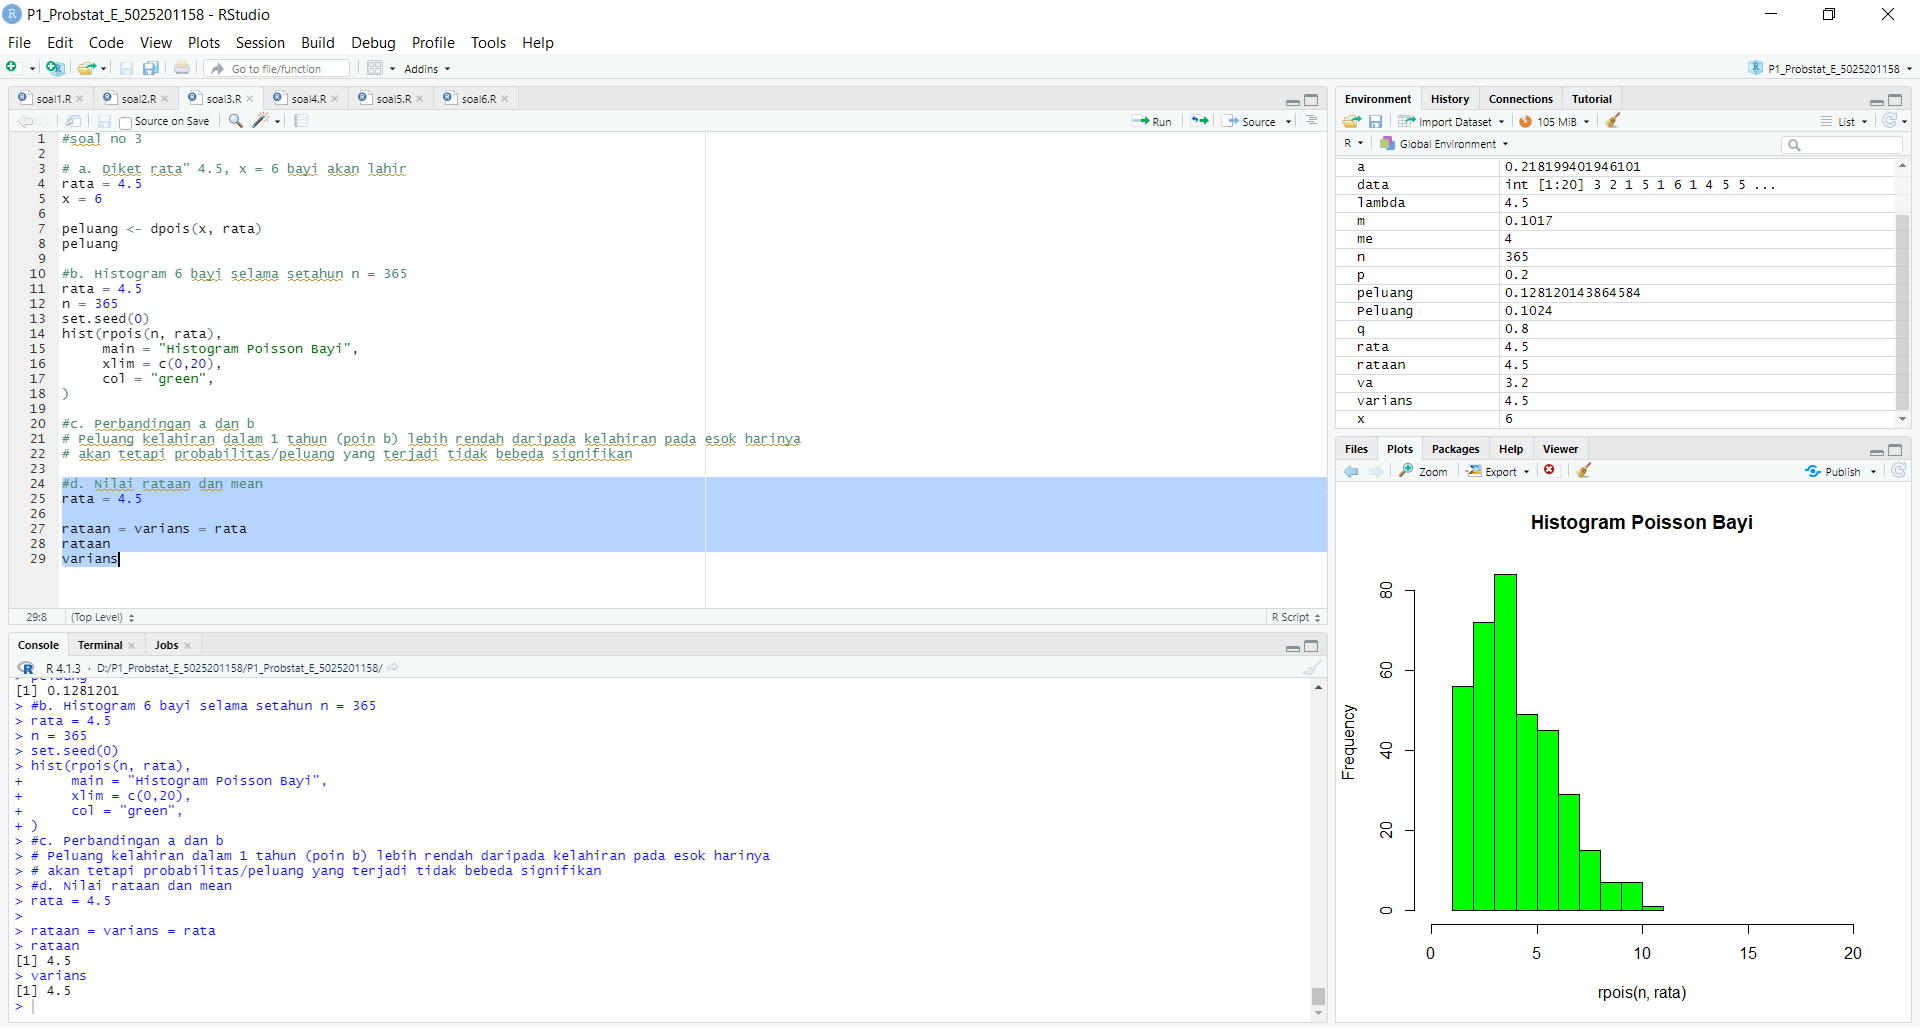 P1_Probstat_E_5025201158 - RStudio
File Edit Code View Plots Session Build Debug Profile Tools Help
Go to file/function Addins P1_Probstat_E_5025201158
soal1.R soal2.R soal3.R soal4.R soal5.R soal6.R
Source on Save Run Source
1 #soal no 3
2
3 # a. Diket rata" 4.5, x = 6 bayi akan lahir
4 rata = 4.5
5 x = 6
6
7 peluang <- dpois(x, rata)
8 peluang
9
10 #b. Histogram 6 bayi selama setahun n = 365
11 rata = 4.5
12 n = 365
13 set.seed(0)
14 hist(rpois(n, rata),
15 main = "Histogram Poisson Bayi",
16 xlim = c(0,20),
17 col = "green",
18 )
19
20 #c. Perbandingan a dan b
21 # Peluang kelahiran dalam 1 tahun (poin b) lebih rendah daripada kelahiran pada esok harinya
22 # akan tetapi probabilitas/peluang yang terjadi tidak bebeda signifikan
23
24 #d. Nilai rataan dan mean
25 rata = 4.5
26
27 rataan = varians = rata
28 rataan
29 varians
29:8 (Top Level) R Script
Console Terminal Jobs
R 4.1.3 · D:/P1_Probstat_E_5025201158/P1_Probstat_E_5025201158/
> peluang
[1] 0.1281201
> #b. Histogram 6 bayi selama setahun n = 365
> rata = 4.5
> n = 365
> set.seed(0)
> hist(rpois(n, rata),
+ main = "Histogram Poisson Bayi",
+ xlim = c(0,20),
+ col = "green",
+ )
> #c. Perbandingan a dan b
> # Peluang kelahiran dalam 1 tahun (poin b) lebih rendah daripada kelahiran pada esok harinya
> # akan tetapi probabilitas/peluang yang terjadi tidak bebeda signifikan
> #d. Nilai rataan dan mean
> rata = 4.5
>
> rataan = varians = rata
> rataan
[1] 4.5
> varians
[1] 4.5
>
Environment History Connections Tutorial
Import Dataset 105 MiB List
R Global Environment
a 0.218199401946101
data int [1:20] 3 2 1 5 1 6 1 4 5 5 ...
lambda 4.5
m 0.1017
me 4
n 365
p 0.2
peluang 0.128120143864584
Peluang 0.1024
q 0.8
rata 4.5
rataan 4.5
va 3.2
varians 4.5
x 6
Files Plots Packages Help Viewer
Zoom Export Publish
Histogram Poisson Bayi
Frequency
80
60
40
20
0
0 5 10 15 20
rpois(n, rata)